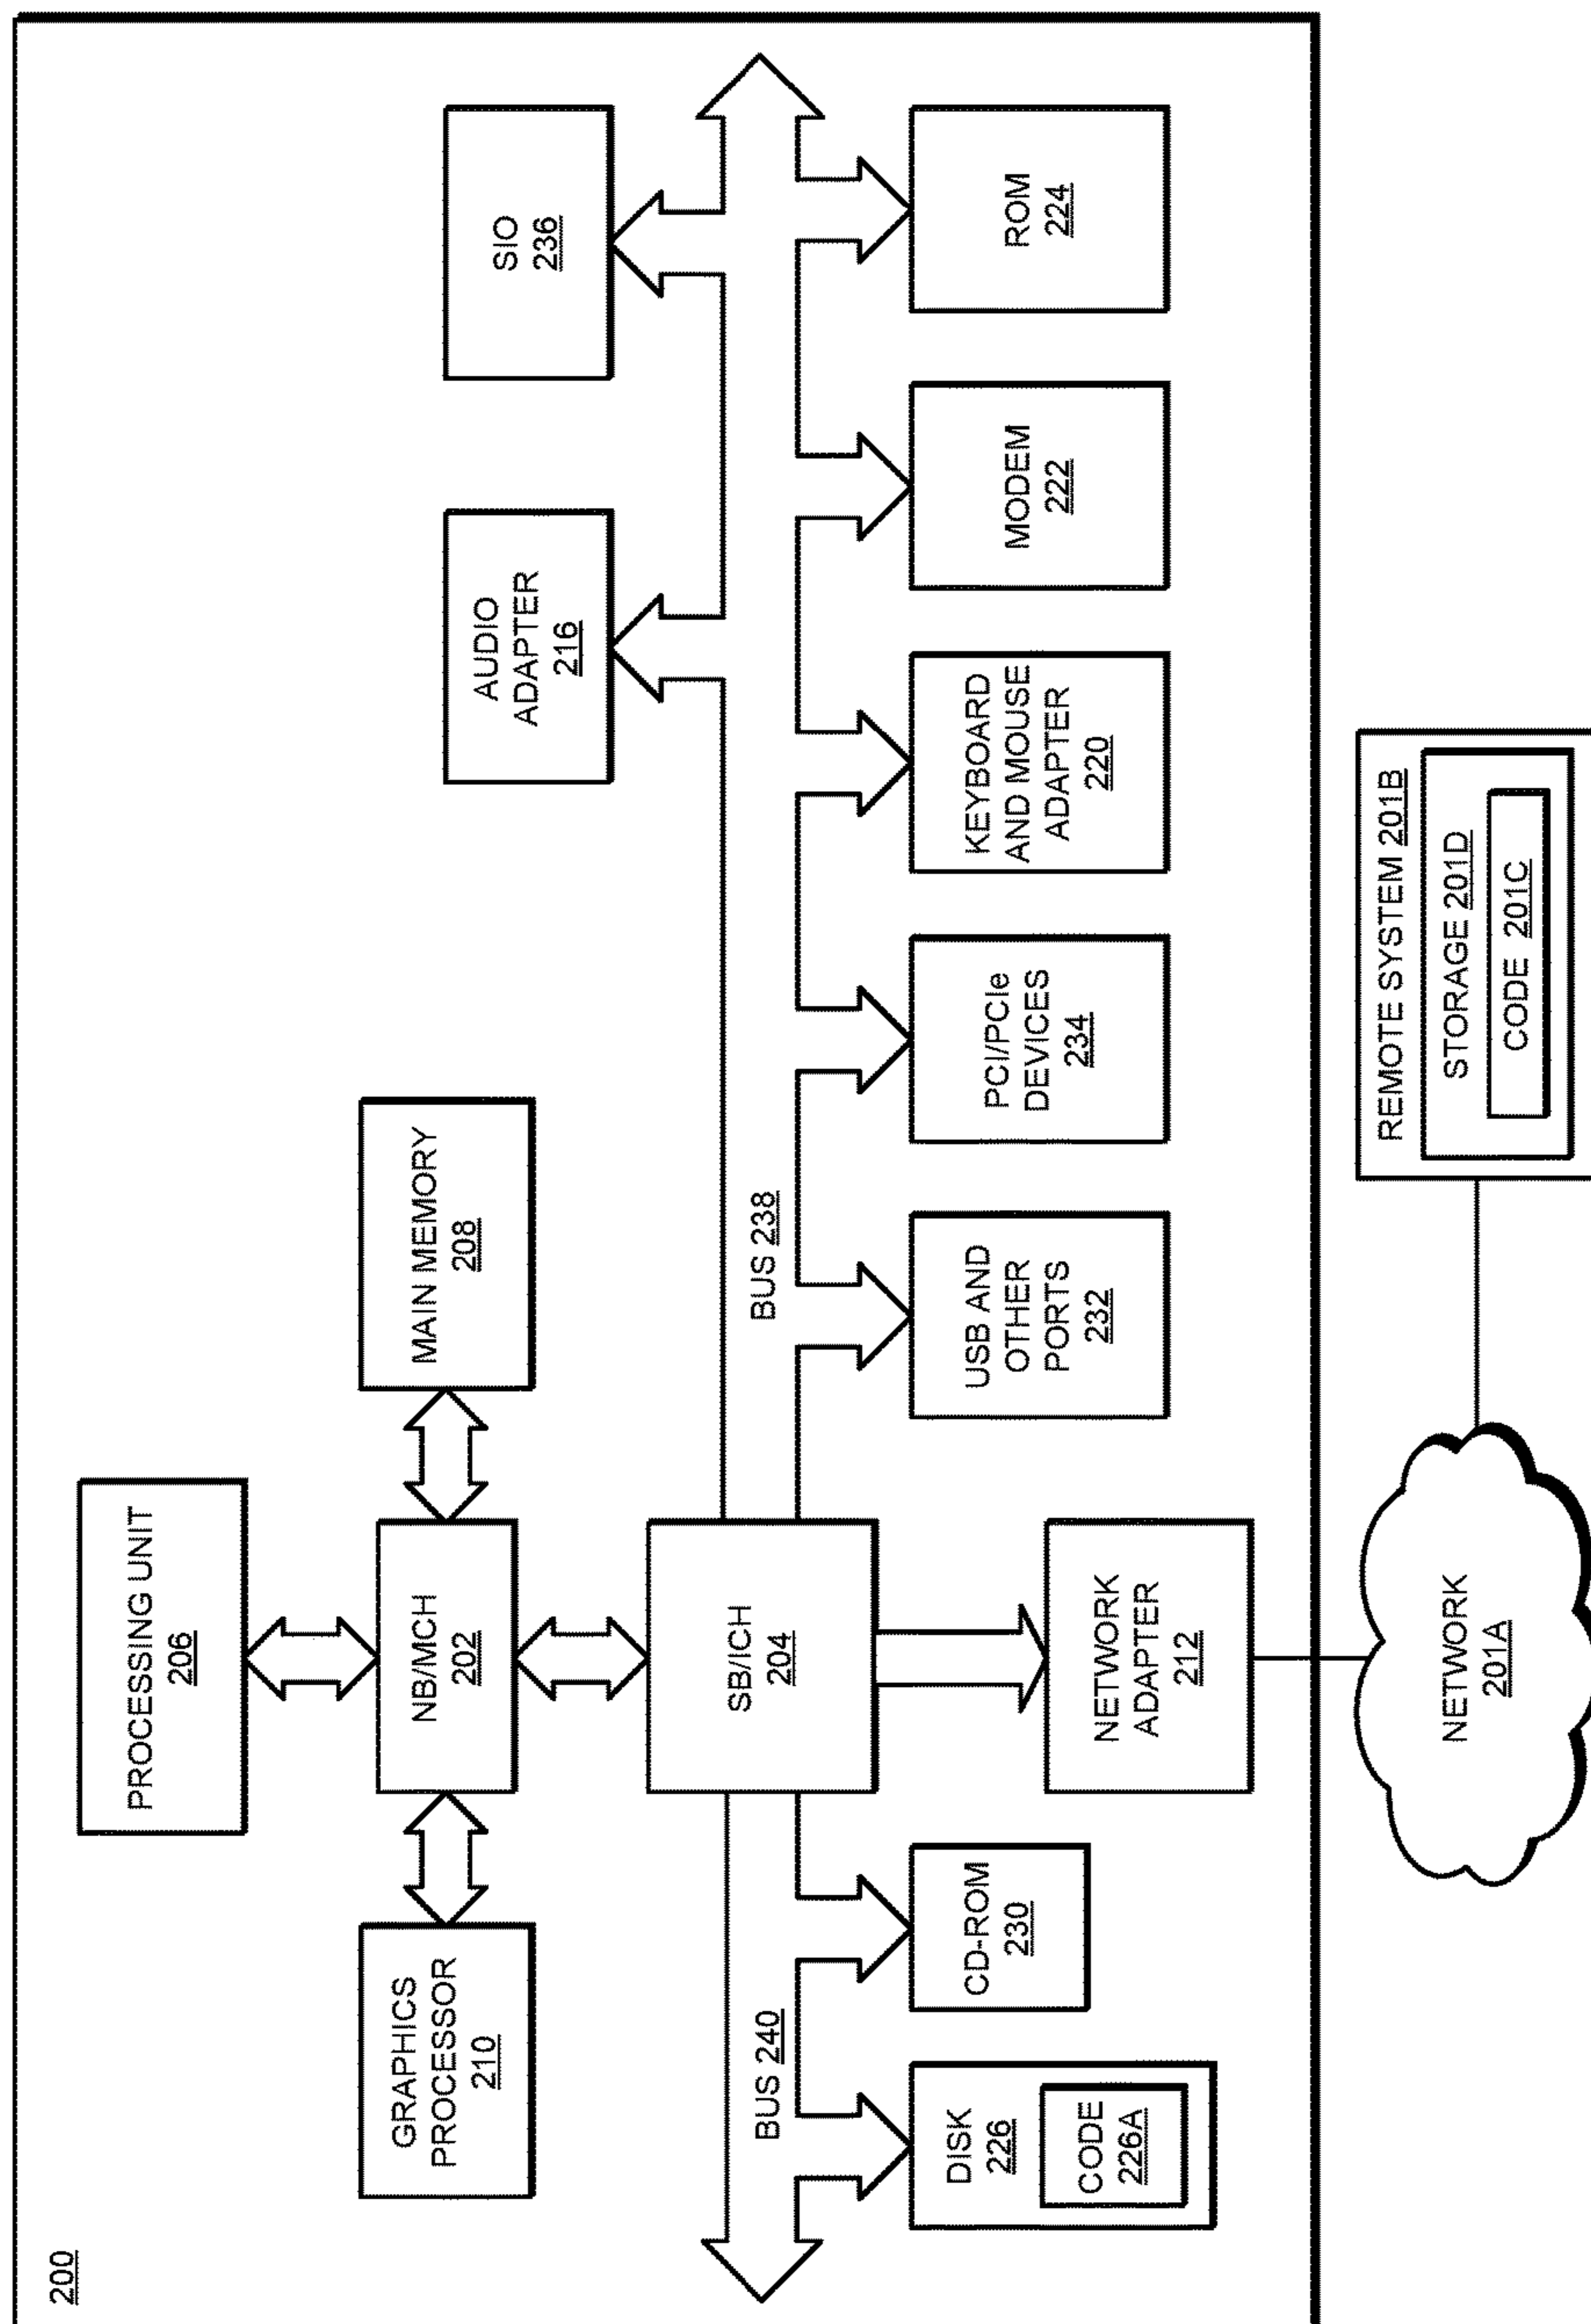 200
PROCESSING UNIT
206
GRAPHICS
PROCESSOR
210
NB/MCH
202
MAIN MEMORY
208
AUDIO
ADAPTER
216
SIO
236
SB/ICH
204
BUS 240
BUS 238
DISK
226
CODE
226A
CD-ROM
230
NETWORK
ADAPTER
212
USB AND
OTHER
PORTS
232
PCI/PCIe
DEVICES
234
KEYBOARD
AND MOUSE
ADAPTER
220
MODEM
222
ROM
224
NETWORK
201A
REMOTE SYSTEM 201B
STORAGE 201D
CODE 201C